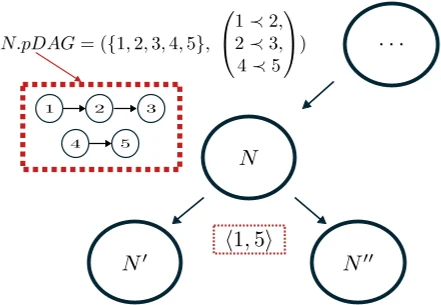 1 ≺ 2,
N.pDAG = ({1, 2, 3, 4, 5}, 2 ≺ 3, )
4 ≺ 5
· · ·
1 2 3
4 5
N
⟨1, 5⟩
N′ N′′